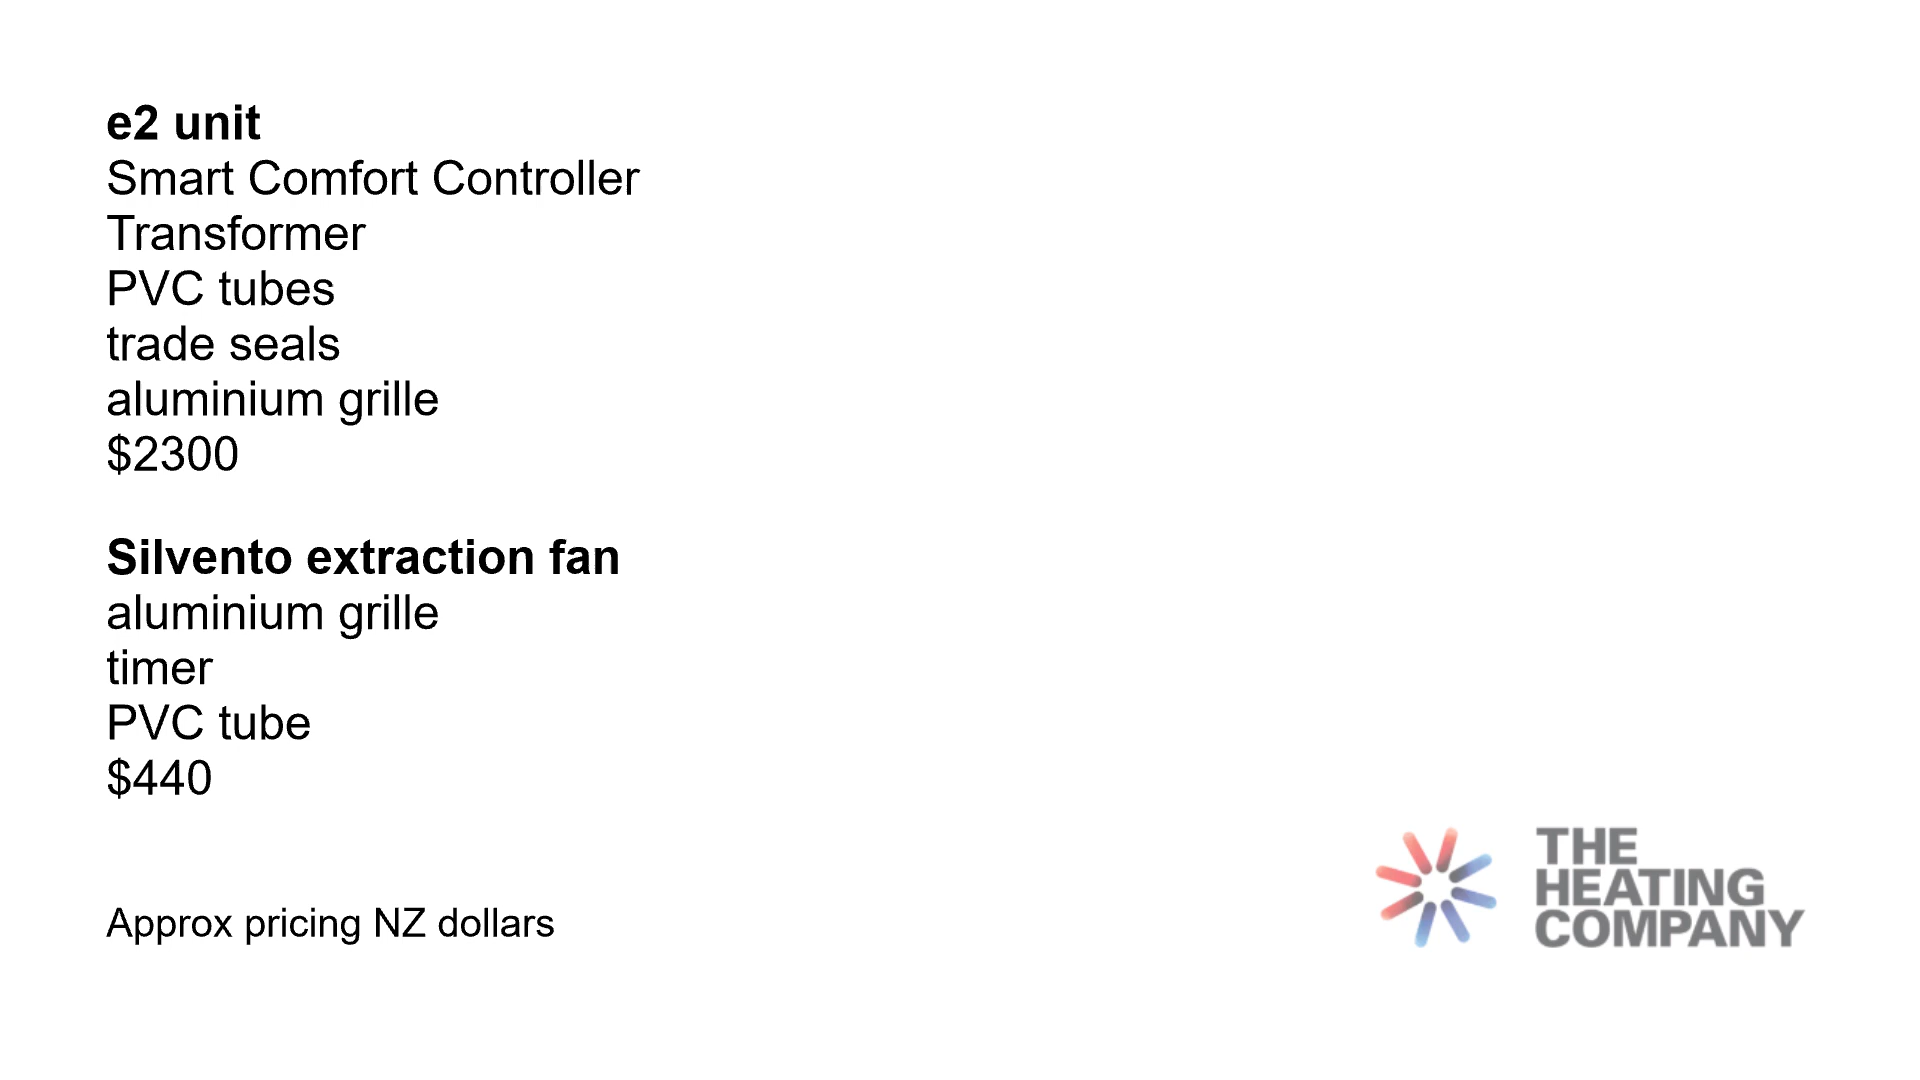 e2 unit
Smart Comfort Controller
Transformer
PVC tubes
trade seals
aluminium grille
$2300
Silvento extraction fan
aluminium grille
timer
PVC tube
$440
Approx pricing NZ dollars
THE
HEATING
COMPANY